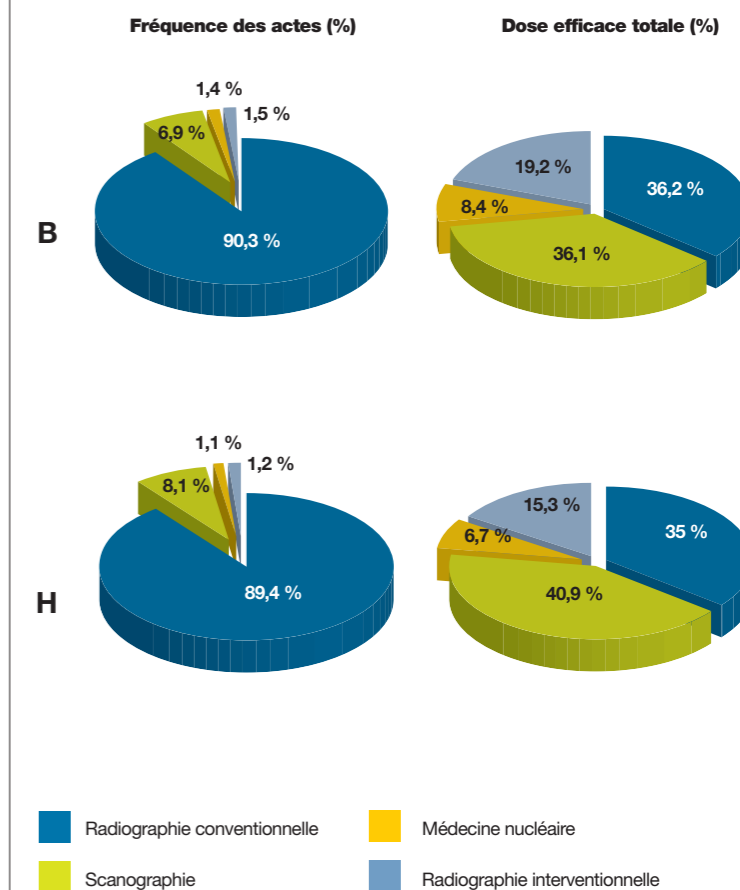 Fréquence des actes (%)
Dose efficace totale (%)
B
1,4 %
1,5 %
6,9 %
90,3 %
19,2 %
36,2 %
8,4 %
36,1 %
H
1,1 %
1,2 %
8,1 %
89,4 %
15,3 %
35 %
6,7 %
40,9 %
Radiographie conventionnelle
Médecine nucléaire
Scanographie
Radiographie interventionnelle